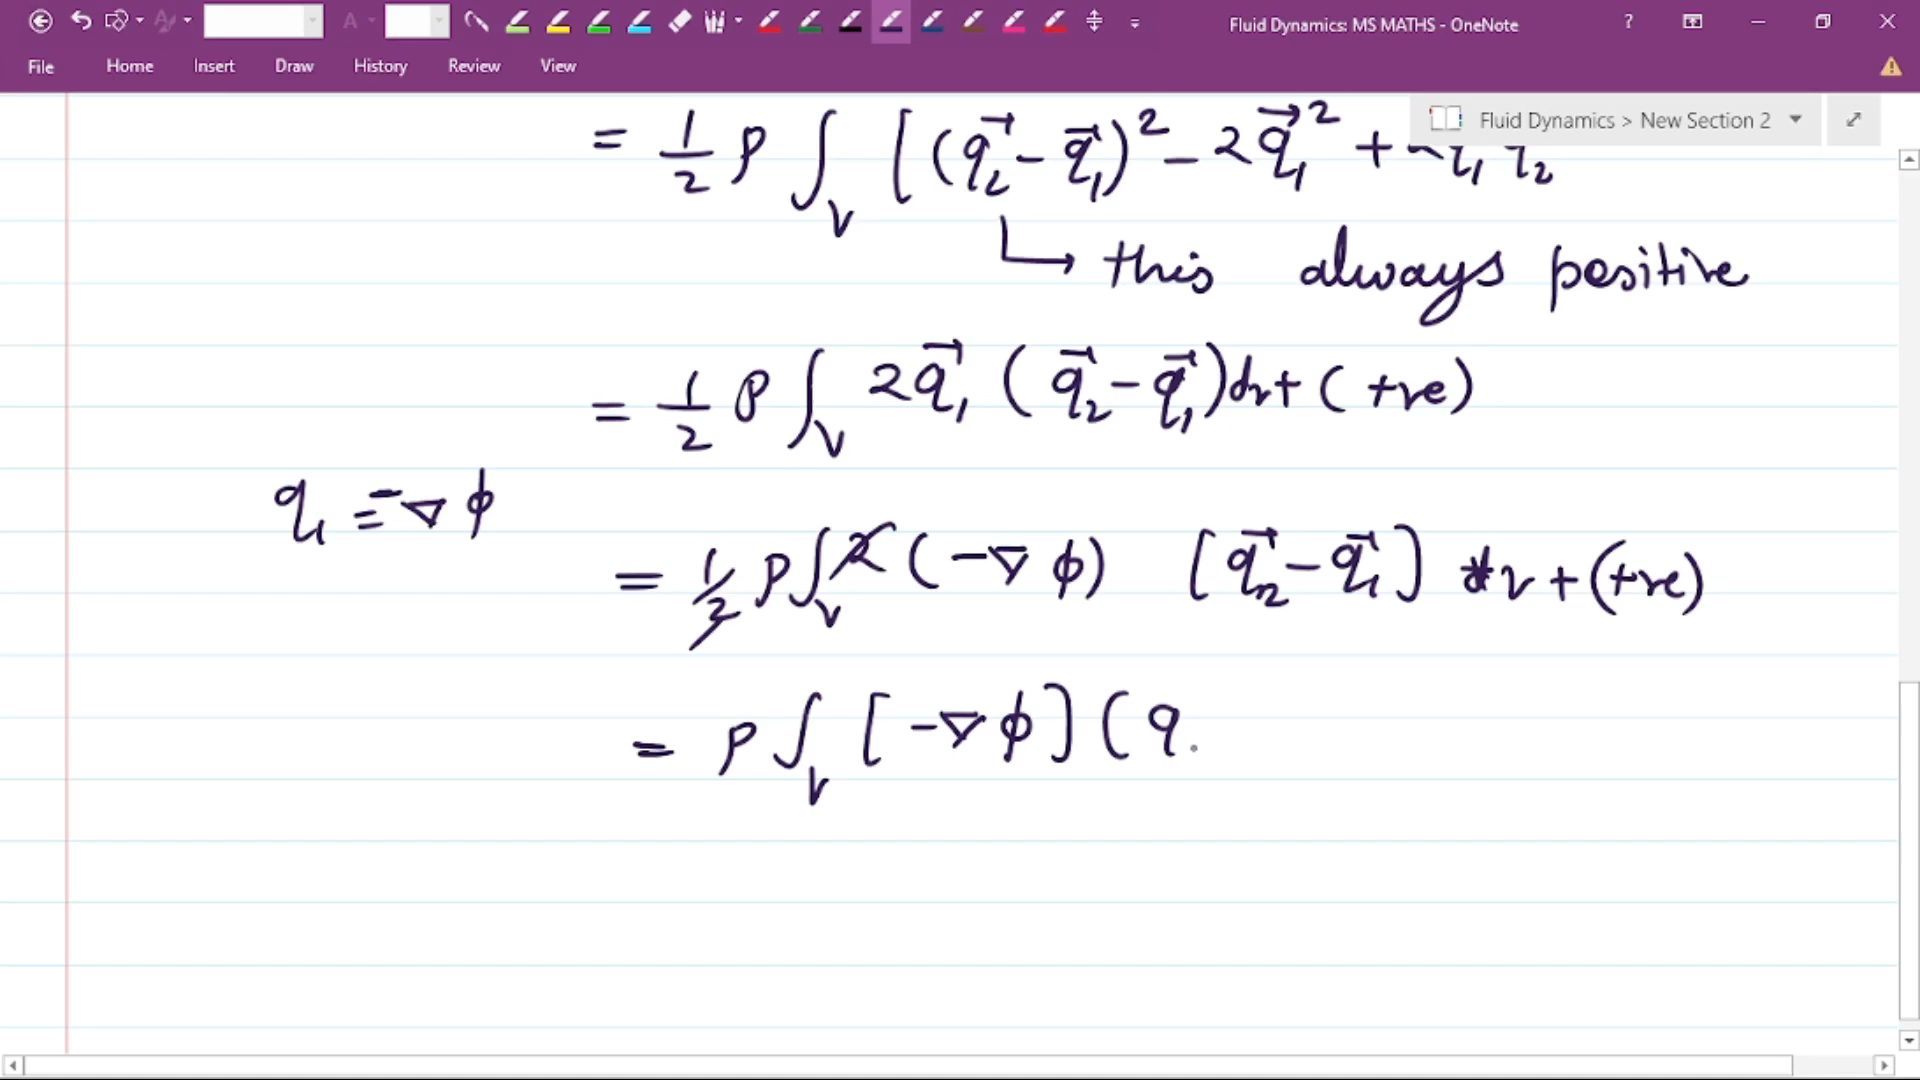 Fluid Dynamics: MS MATHS - OneNote
File Home Insert Draw History Review View
Fluid Dynamics > New Section 2
= 1/2 ρ ∫_V [(q⃗₂ - q⃗₁)² - 2q⃗₁² + 2q₁ q₂
↳ this always positive
= 1/2 ρ ∫_V 2q⃗₁ (q⃗₂ - q⃗₁)dv + (+ve)
q₁ = -∇ϕ
= 1/2 ρ ∫_V 2 (-∇ϕ) [q⃗₂ - q⃗₁] dv + (+ve)
= ρ ∫_V [-∇ϕ] (q